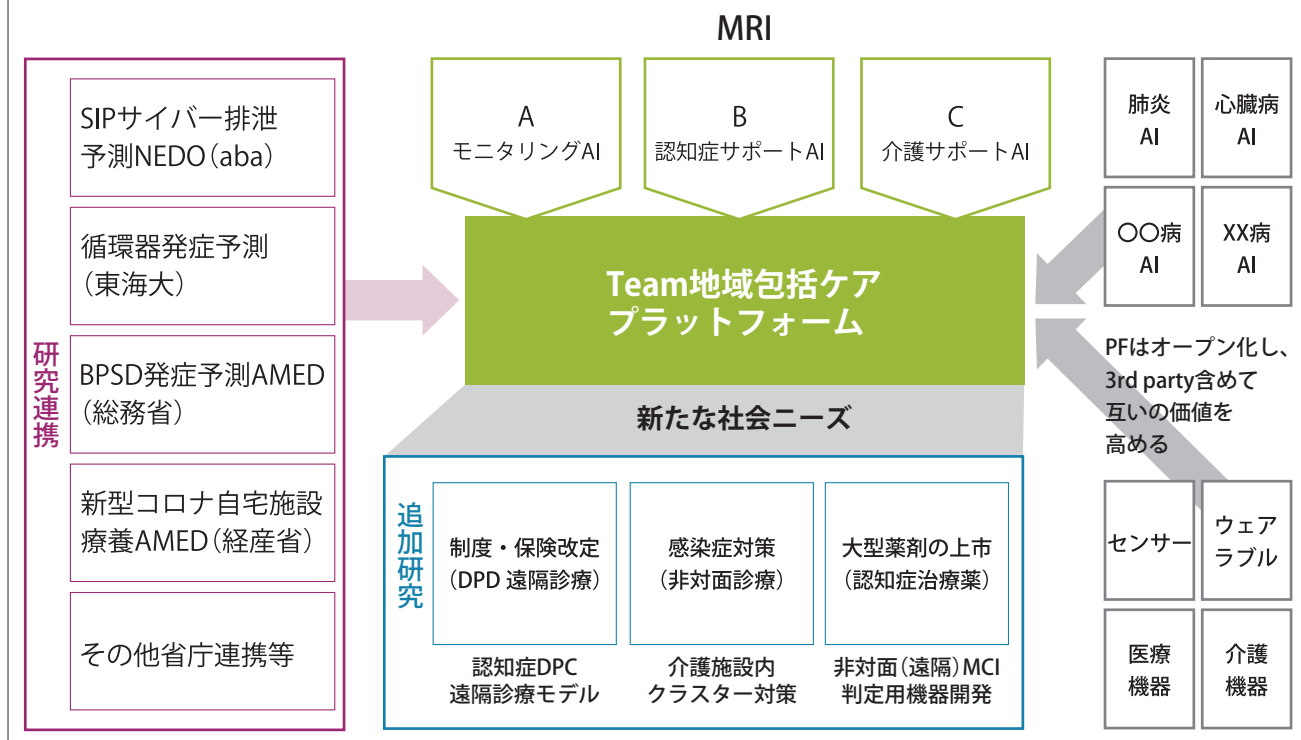 MRI
研究連携
SIPサイバー排泄
予測NEDO(aba)
循環器発症予測
(東海大)
BPSD発症予測AMED
(総務省)
新型コロナ自宅施設
療養AMED(経産省)
その他省庁連携等
A
モニタリングAI
B
認知症サポートAI
C
介護サポートAI
Team地域包括ケア
プラットフォーム
新たな社会ニーズ
追加研究
制度・保険改定
(DPD 遠隔診療)
認知症DPC
遠隔診療モデル
感染症対策
(非対面診療)
介護施設内
クラスター対策
大型薬剤の上市
(認知症治療薬)
非対面(遠隔)MCI
判定用機器開発
肺炎
AI
心臓病
AI
〇〇病
AI
XX病
AI
PFはオープン化し、
3rd party含めて
互いの価値を
高める
センサー
ウェア
ラブル
医療
機器
介護
機器